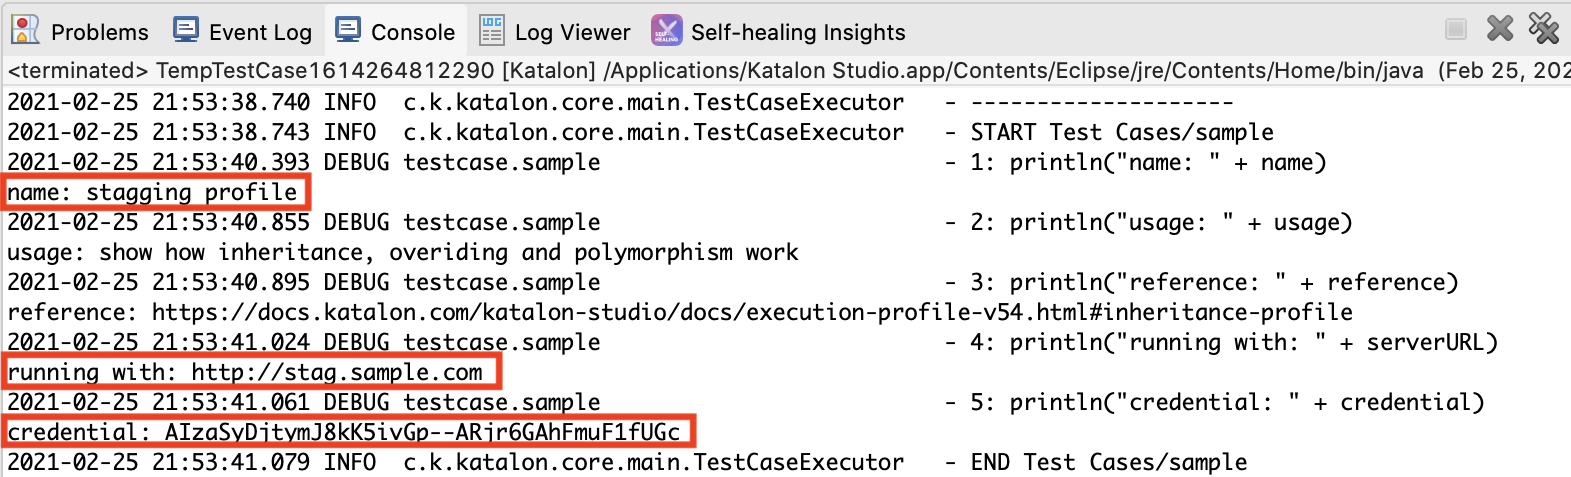 Problems Event Log Console Log Viewer Self-healing Insights
<terminated> TempTestCase1614264812290 [Katalon] /Applications/Katalon Studio.app/Contents/Eclipse/jre/Contents/Home/bin/java (Feb 25, 202
2021-02-25 21:53:38.740 INFO c.k.katalon.core.main.TestCaseExecutor - --------------------
2021-02-25 21:53:38.743 INFO c.k.katalon.core.main.TestCaseExecutor - START Test Cases/sample
2021-02-25 21:53:40.393 DEBUG testcase.sample - 1: println("name: " + name)
name: stagging profile
2021-02-25 21:53:40.855 DEBUG testcase.sample - 2: println("usage: " + usage)
usage: show how inheritance, overiding and polymorphism work
2021-02-25 21:53:40.895 DEBUG testcase.sample - 3: println("reference: " + reference)
reference: https://docs.katalon.com/katalon-studio/docs/execution-profile-v54.html#inheritance-profile
2021-02-25 21:53:41.024 DEBUG testcase.sample - 4: println("running with: " + serverURL)
running with: http://stag.sample.com
2021-02-25 21:53:41.061 DEBUG testcase.sample - 5: println("credential: " + credential)
credential: AIzaSyDjtymJ8kK5ivGp--ARjr6GAhFmuF1fUGc
2021-02-25 21:53:41.079 INFO c.k.katalon.core.main.TestCaseExecutor - END Test Cases/sample